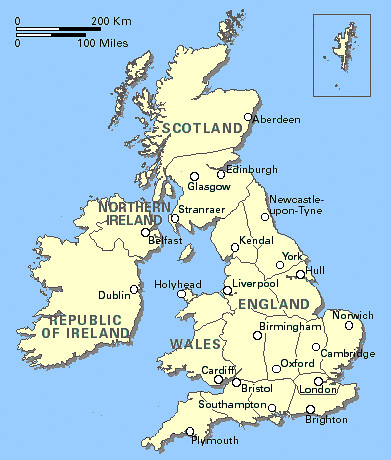 0 200 Km
0 100 Miles
SCOTLAND
Aberdeen
Edinburgh
Glasgow
NORTHERN
IRELAND
Stranraer
Newcastle-
upon-Tyne
Belfast
Kendal
York
Hull
Dublin
Holyhead
Liverpool
ENGLAND
REPUBLIC
OF IRELAND
Norwich
Birmingham
WALES
Cambridge
Oxford
Cardiff
Bristol
London
Southampton
Brighton
Plymouth